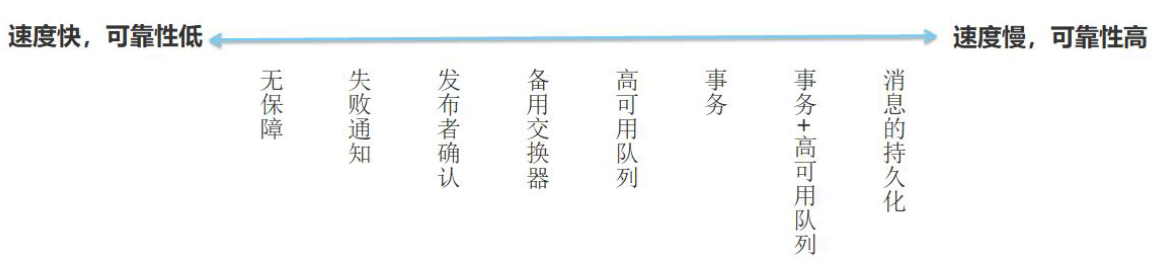 速度快，可靠性低
速度慢，可靠性高
无保障
失败通知
发布者确认
备用交换器
高可用队列
事务
事务+高可用队列
消息的持久化